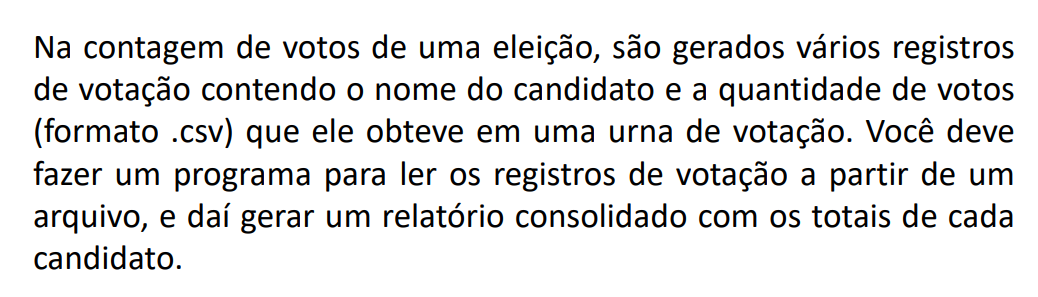 Na contagem de votos de uma eleição, são gerados vários registros
de votação contendo o nome do candidato e a quantidade de votos
(formato .csv) que ele obteve em uma urna de votação. Você deve
fazer um programa para ler os registros de votação a partir de um
arquivo, e daí gerar um relatório consolidado com os totais de cada
candidato.